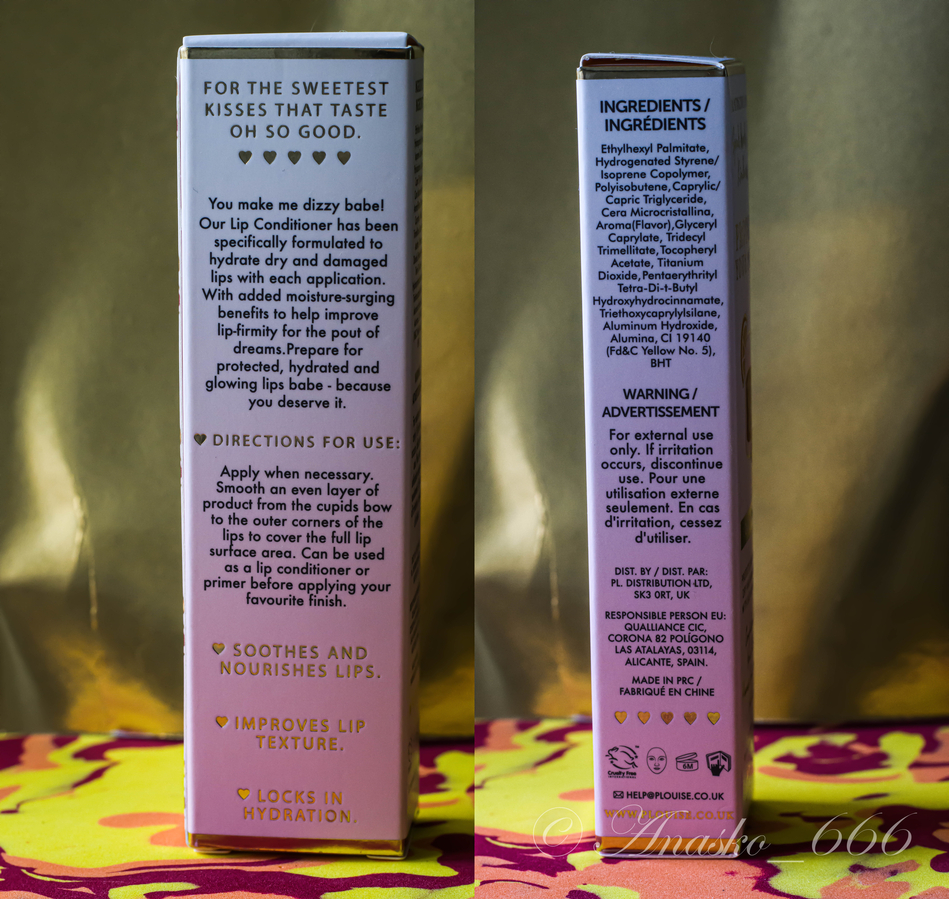 FOR THE SWEETEST
KISSES THAT TASTE
OH SO GOOD.
You make me dizzy babe!
Our Lip Conditioner has been
specifically formulated to
hydrate dry and damaged
lips with each application.
With added moisture-surging
benefits to help improve
lip-firmity for the pout of
dreams.Prepare for
protected, hydrated and
glowing lips babe - because
you deserve it.
DIRECTIONS FOR USE:
Apply when necessary.
Smooth an even layer of
product from the cupids bow
to the outer corners of the
lips to cover the full lip
surface area. Can be used
as a lip conditioner or
primer before applying your
favourite finish.
SOOTHES AND
NOURISHES LIPS.
IMPROVES LIP
TEXTURE.
LOCKS IN
HYDRATION.
INGREDIENTS /
INGRÉDIENTS
Ethylhexyl Palmitate,
Hydrogenated Styrene/
Isoprene Copolymer,
Polyisobutene, Caprylic/
Capric Triglyceride,
Cera Microcristallina,
Aroma(Flavor),Glyceryl
Caprylate, Tridecyl
Trimellitate,Tocopheryl
Acetate, Titanium
Dioxide,Pentaerythrityl
Tetra-Di-t-Butyl
Hydroxyhydrocinnamate,
Triethoxycaprylylsilane,
Aluminum Hydroxide,
Alumina, CI 19140
(Fd&C Yellow No. 5),
BHT
WARNING /
ADVERTISSEMENT
For external use
only. If irritation
occurs, discontinue
use. Pour une
utilisation externe
seulement. En cas
d'irritation, cessez
d'utiliser.
DIST. BY / DIST. PAR:
PL. DISTRIBUTION LTD,
SK3 0RT, UK
RESPONSIBLE PERSON EU:
QUALLIANCE CIC,
CORONA 82 POLÍGONO
LAS ATALAYAS, 03114,
ALICANTE, SPAIN.
MADE IN PRC /
FABRIQUÉ EN CHINE
Cruelty Free
INTERNATIONAL
6M
HELP@PLOUISE.CO.UK
WWW.PLOUISE.CO.UK
© Anasko_666